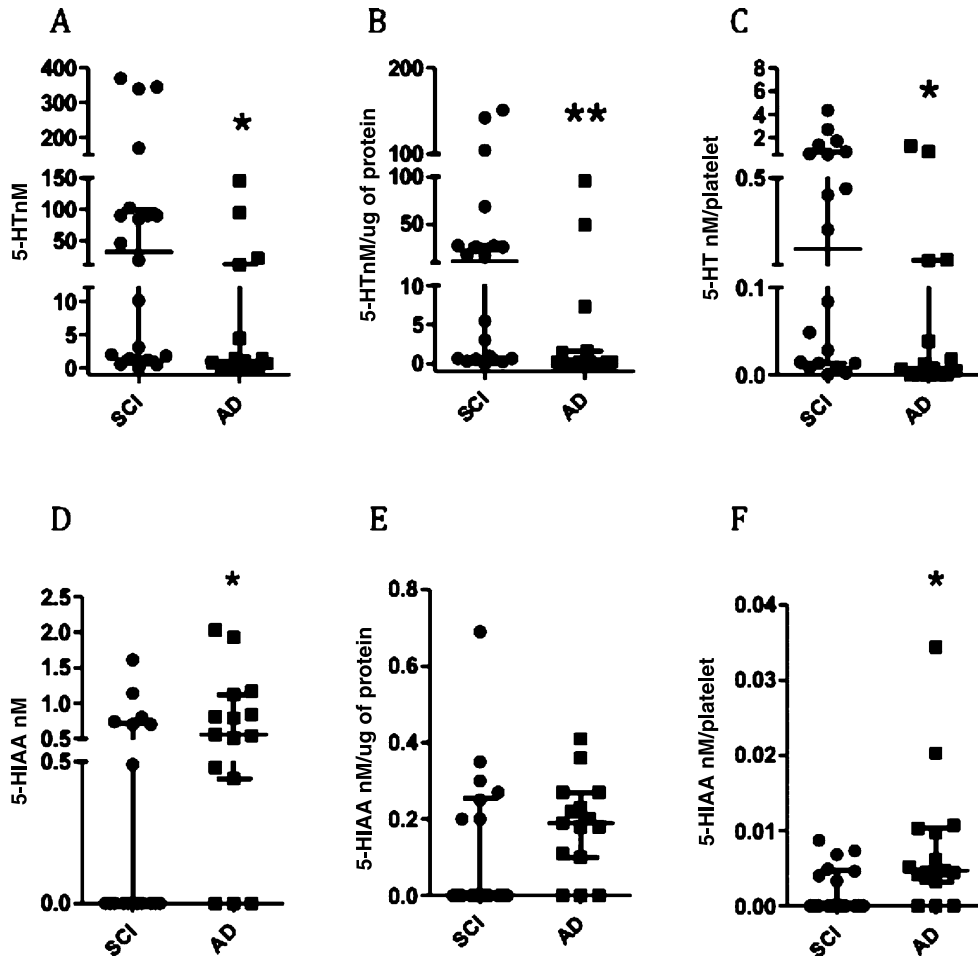 A
5-HTnM
400
300
200
150
100
50
10
5
0
*
SCI
AD
B
5-HTnM/ug of protein
200
100
100
50
10
5
0
**
SCI
AD
C
5-HT nM/platelet
8
6
4
2
0.5
0.1
0.0
*
SCI
AD
D
5-HIAA nM
2.5
2.0
1.5
1.0
0.5
0.5
0.0
*
SCI
AD
E
5-HIAA nM/ug of protein
0.8
0.6
0.4
0.2
0.0
SCI
AD
F
5-HIAA nM/platelet
0.04
0.03
0.02
0.01
0.00
*
SCI
AD